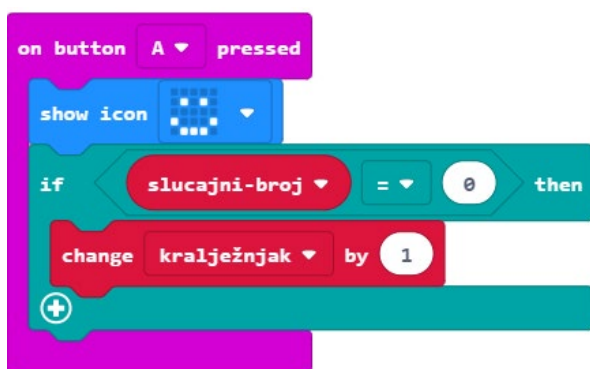 on button A pressed
show icon
if slucajni-broj = 0 then
change kralježnjak by 1